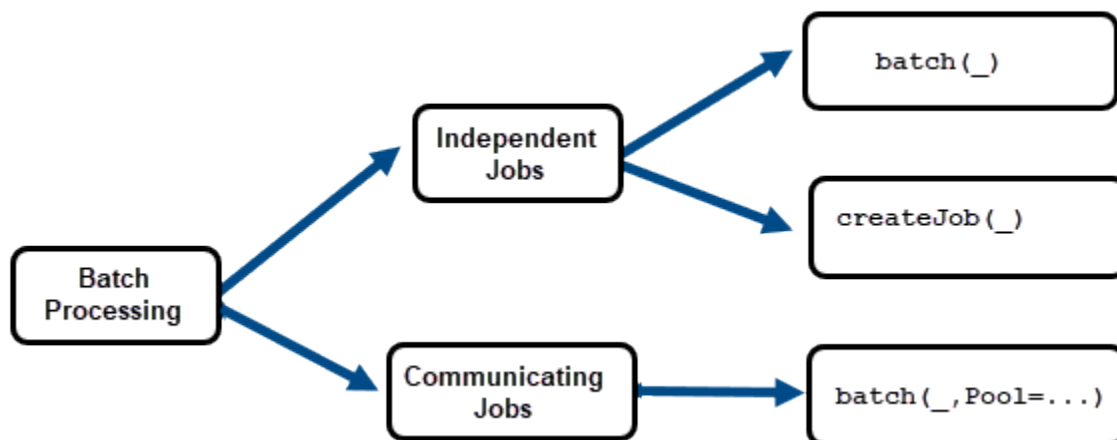 batch(_)
Independent
Jobs
createJob(_)
Batch
Processing
Communicating
Jobs
batch(_,Pool=...)